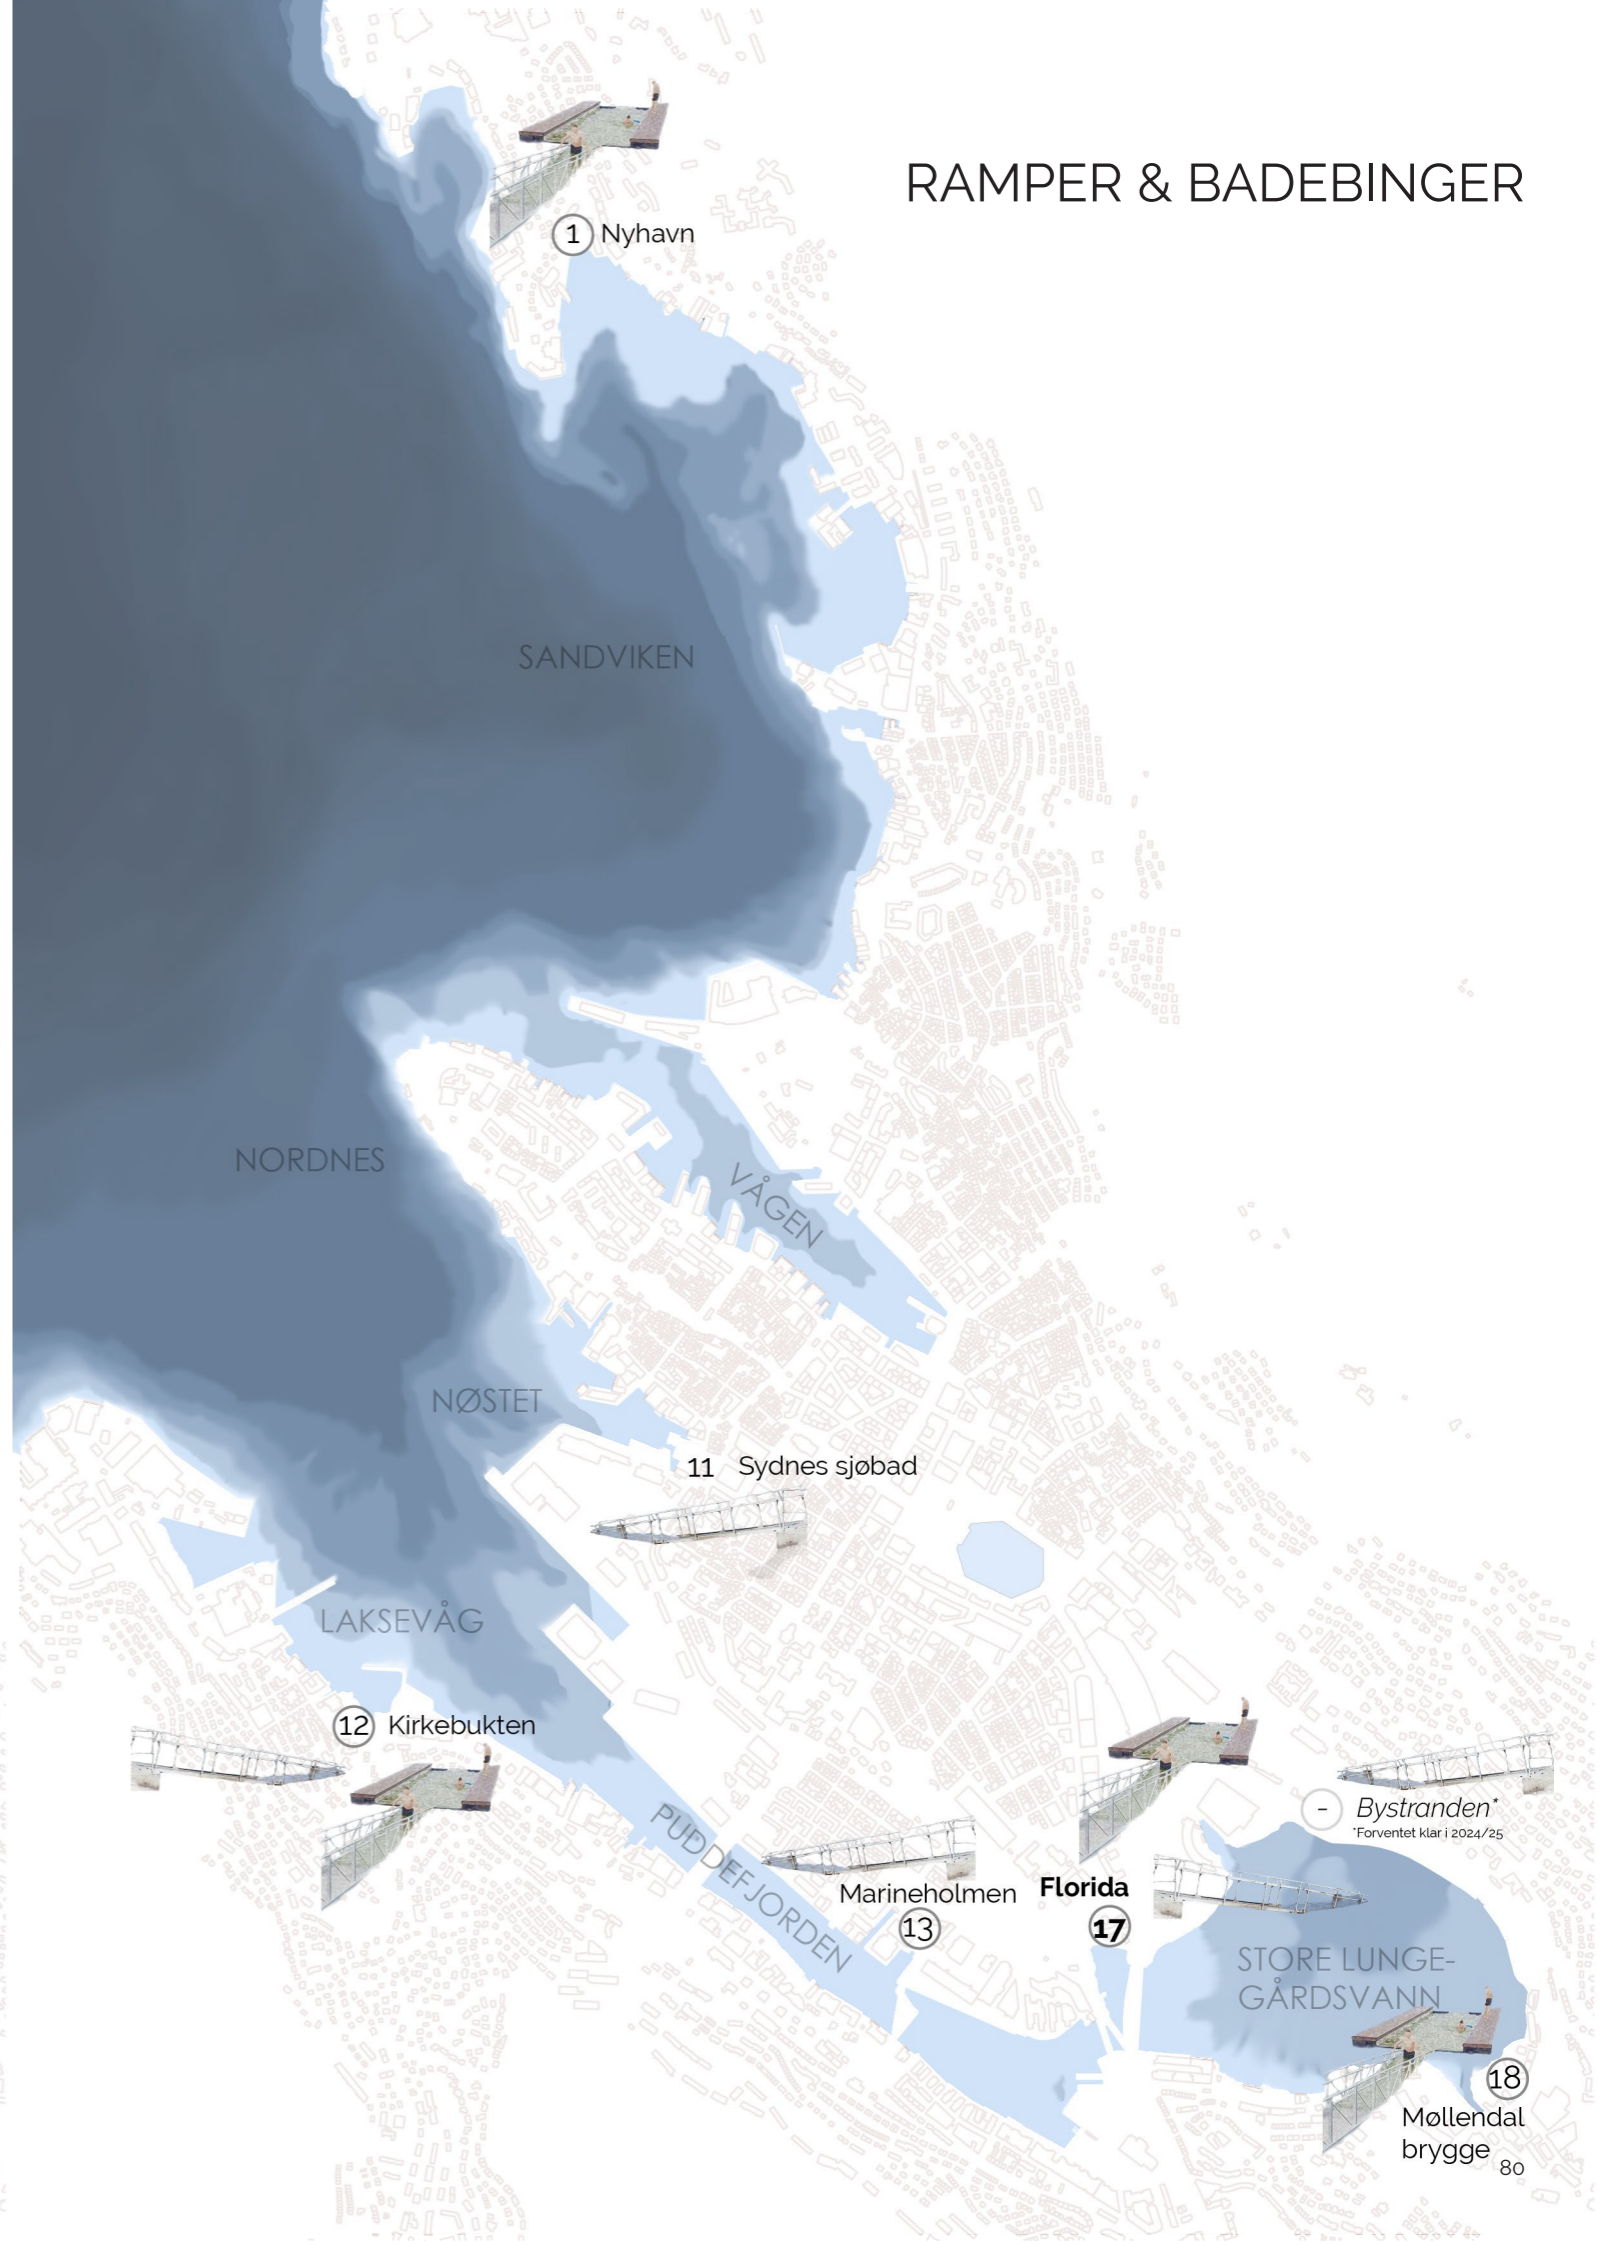 RAMPER & BADEBINGER
1 Nyhavn
SANDVIKEN
NORDNES
VÅGEN
NØSTET
11 Sydnes sjøbad
LAKSEVÅG
12 Kirkebukten
PUDDEFJORDEN
- Bystranden*
*Forventet klar i 2024/25
Marineholmen
13
Florida
17
STORE LUNGE-
GÅRDSVANN
18
Møllendal
brygge
80